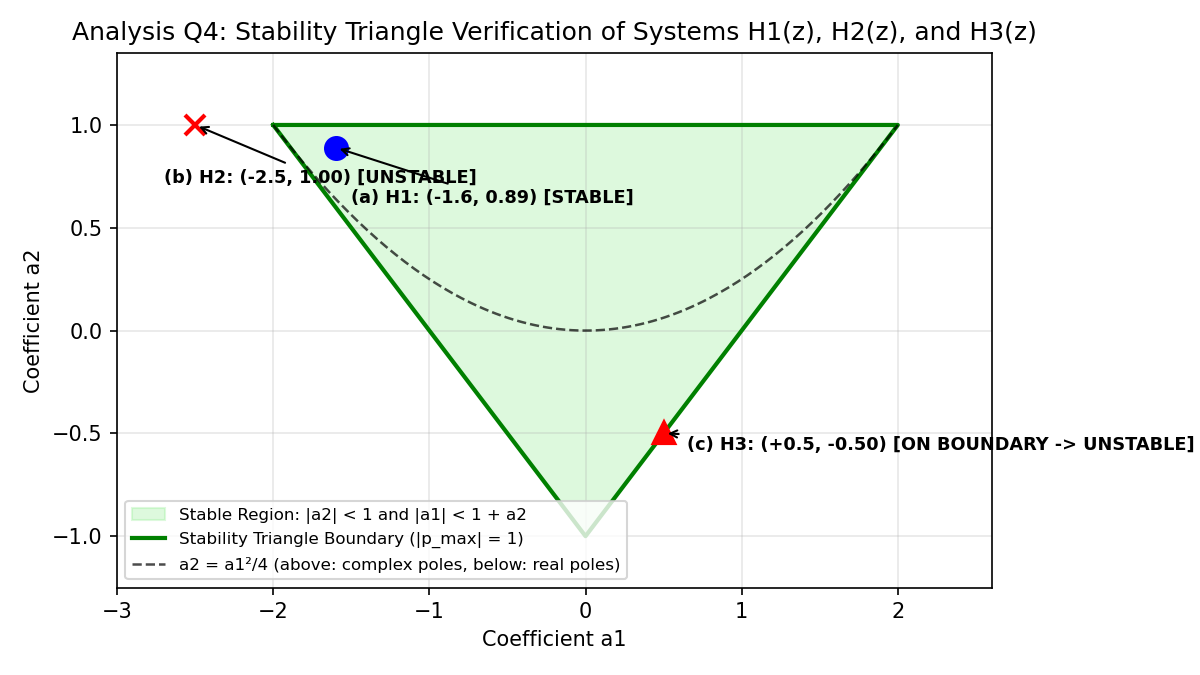 Analysis Q4: Stability Triangle Verification of Systems H1(z), H2(z), and H3(z)
Coefficient a2
1.0
0.5
0.0
−0.5
−1.0
(b) H2: (-2.5, 1.00) [UNSTABLE]
(a) H1: (-1.6, 0.89) [STABLE]
(c) H3: (+0.5, -0.50) [ON BOUNDARY -> UNSTABLE]
Stable Region: |a2| < 1 and |a1| < 1 + a2
Stability Triangle Boundary (|p_max| = 1)
a2 = a1²/4 (above: complex poles, below: real poles)
−3 −2 −1 0 1 2
Coefficient a1